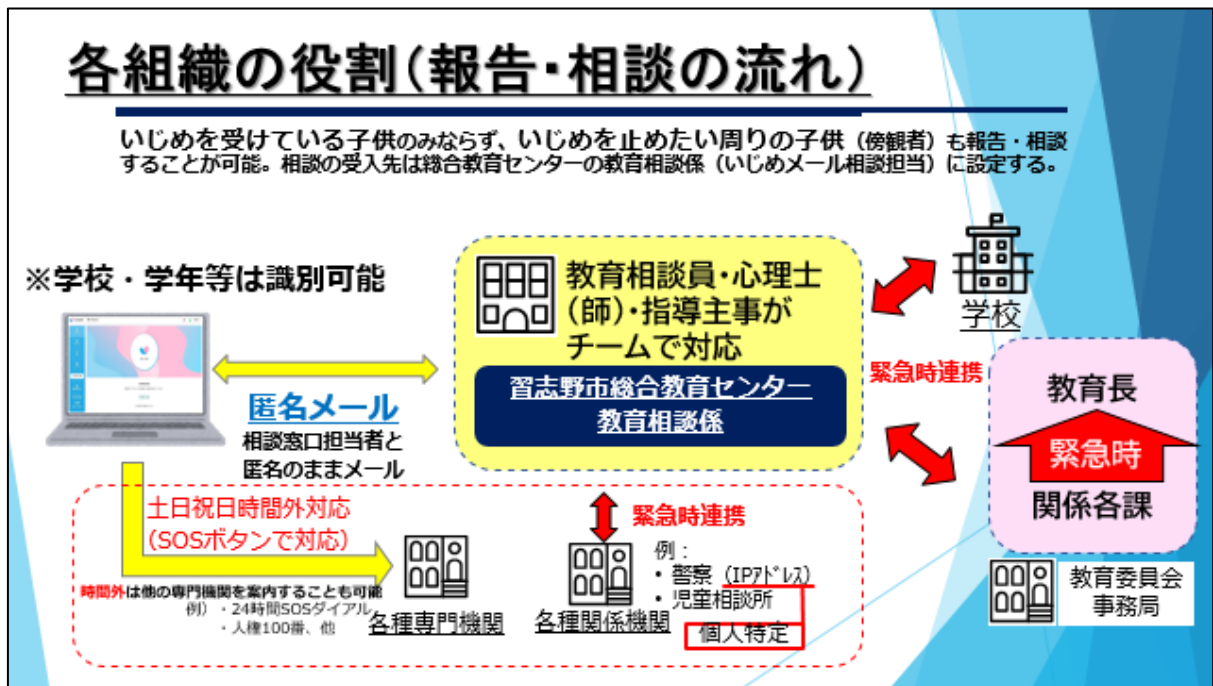 各組織の役割(報告・相談の流れ)
いじめを受けている子供のみならず、いじめを止めたい周りの子供(傍観者)も報告・相談
することが可能。相談の受入先は総合教育センターの教育相談係(いじめメール相談担当)に設定する。
※学校・学年等は識別可能
匿名メール
相談窓口担当者と
匿名のままメール
教育相談員・心理士
(師)・指導主事が
チームで対応
習志野市総合教育センター
教育相談係
学校
緊急時連携
教育長
緊急時
関係各課
教育委員会
事務局
土日祝日時間外対応
(SOSボタンで対応)
時間外は他の専門機関を案内することも可能
例)・24時間SOSダイアル
・人権100番、他
各種専門機関
緊急時連携
各種関係機関
例:
・警察(IPアドレス)
・児童相談所
個人特定